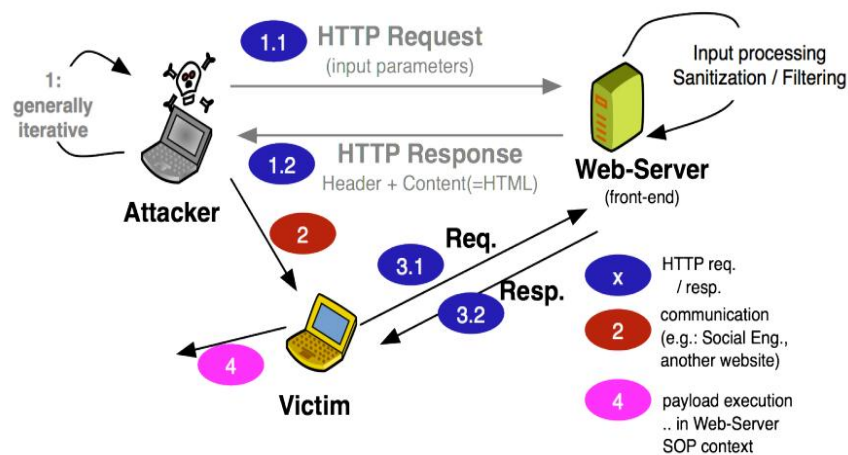 1.1
HTTP Request
(input parameters)
Input processing
Sanitization / Filtering
1:
generally
iterative
1.2
HTTP Response
Header + Content(=HTML)
Attacker
Web-Server
(front-end)
2
3.1
Req.
3.2
Resp.
4
Victim
x
HTTP req.
/ resp.
2
communication
(e.g.: Social Eng.,
another website)
4
payload execution
.. in Web-Server
SOP context